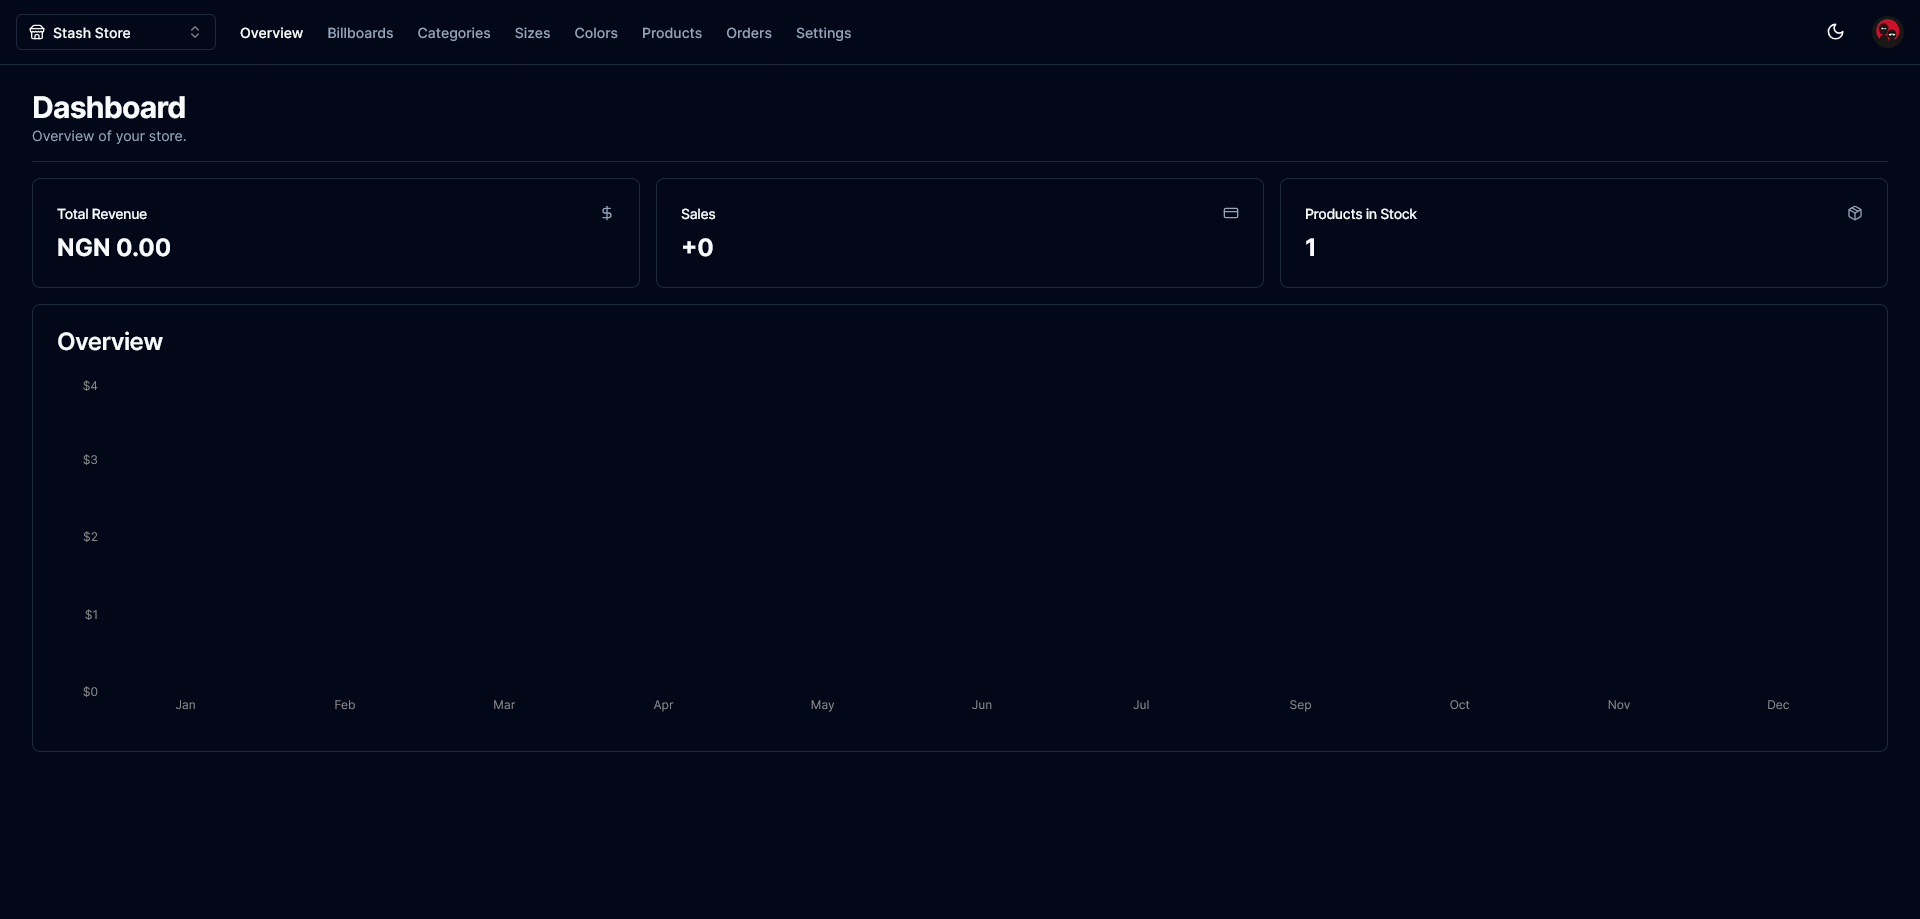 Stash Store Overview Billboards Categories Sizes Colors Products Orders Settings
Dashboard
Overview of your store.
Total Revenue
NGN 0.00
Sales
+0
Products in Stock
1
Overview
$4
$3
$2
$1
$0
Jan Feb Mar Apr May Jun Jul Sep Oct Nov Dec